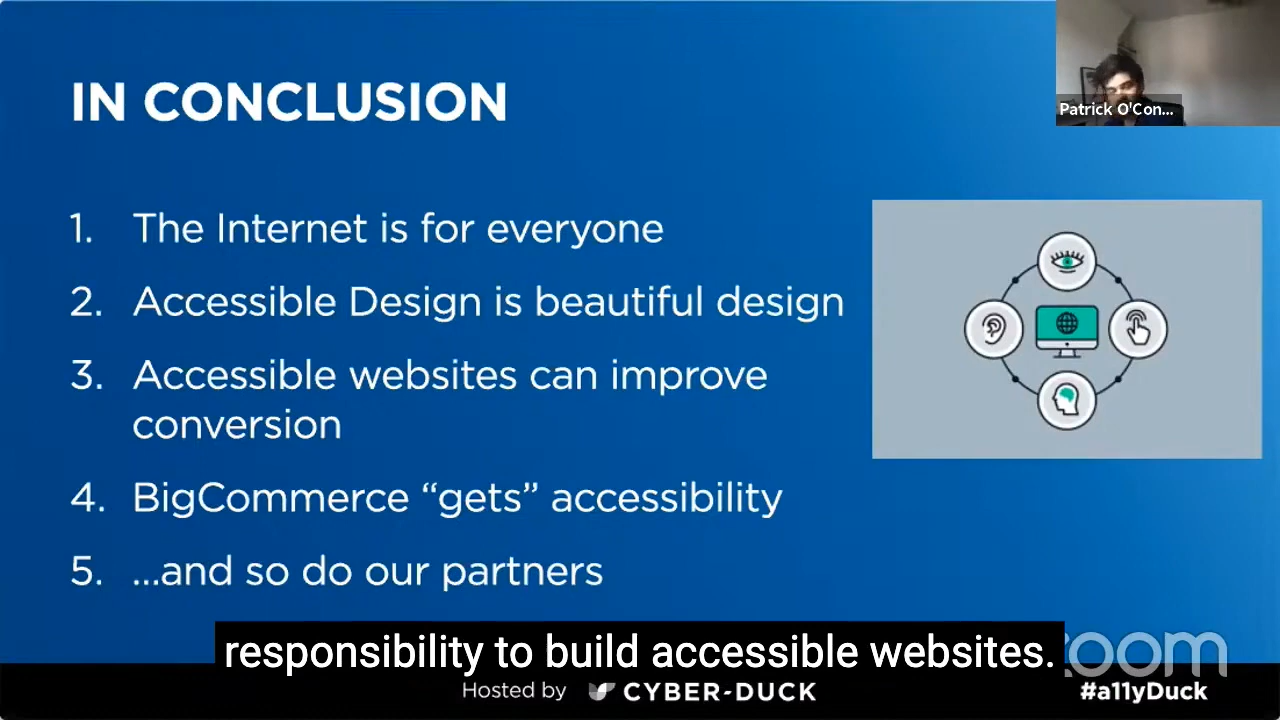 IN CONCLUSION
Patrick O'Con...
1. The Internet is for everyone
2. Accessible Design is beautiful design
3. Accessible websites can improve
conversion
4. BigCommerce “gets” accessibility
5. ...and so do our partners
responsibility to build accessible websites.
zoom
Hosted by CYBER-DUCK
#a11yDuck